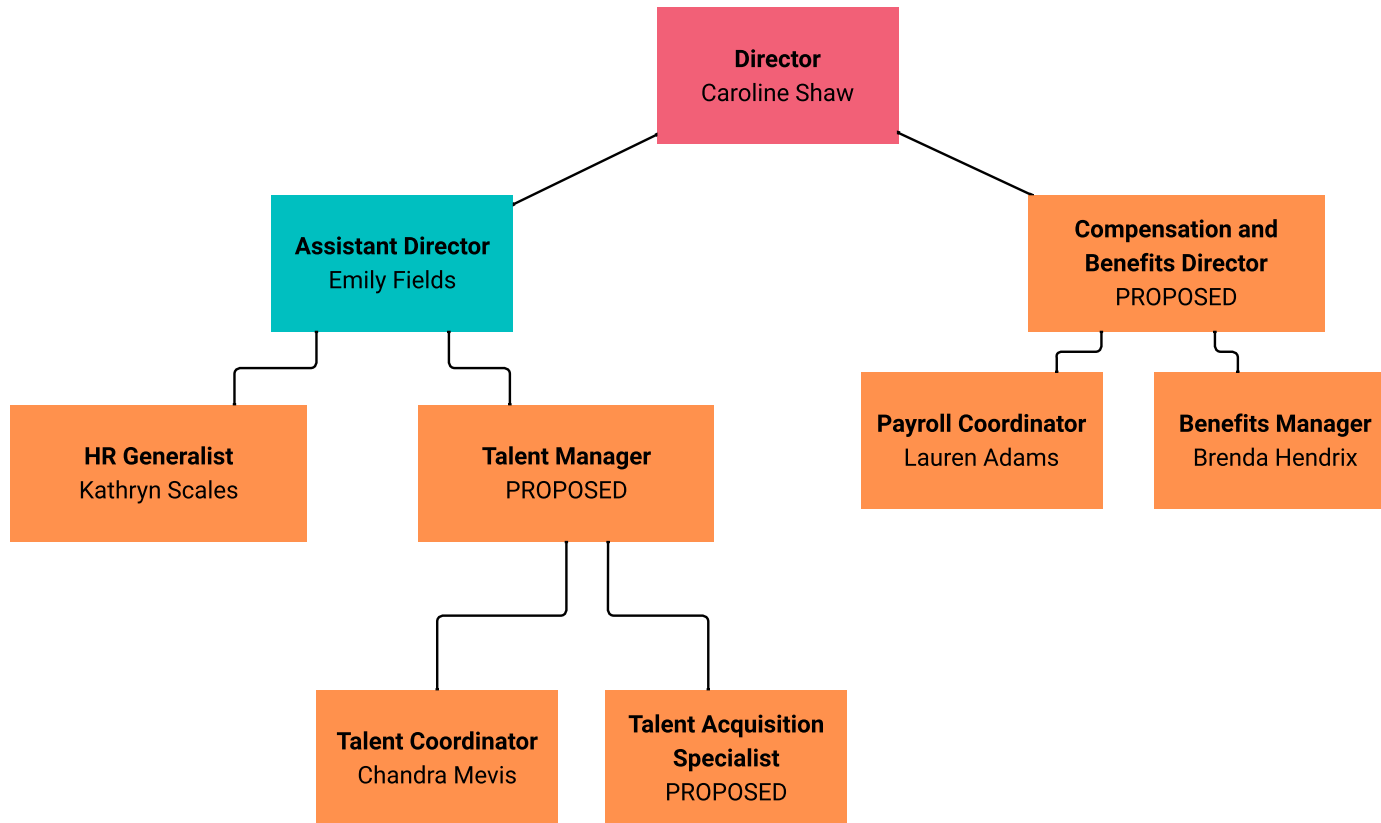 Director
Caroline Shaw
Assistant Director
Emily Fields
Compensation and
Benefits Director
PROPOSED
HR Generalist
Kathryn Scales
Talent Manager
PROPOSED
Payroll Coordinator
Lauren Adams
Benefits Manager
Brenda Hendrix
Talent Coordinator
Chandra Mevis
Talent Acquisition
Specialist
PROPOSED